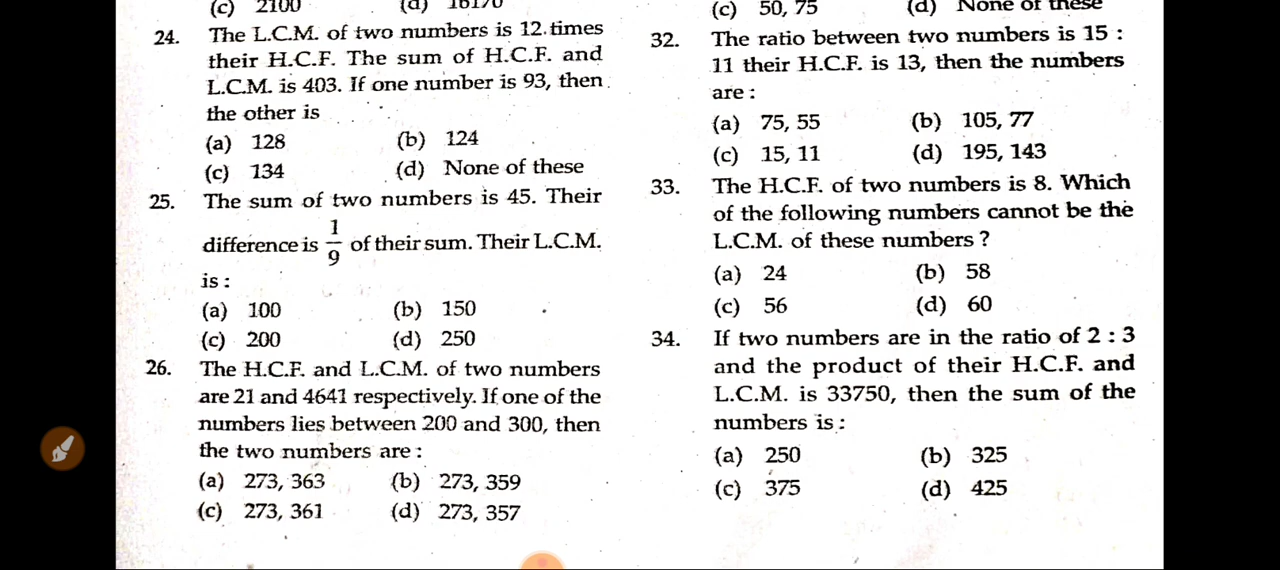 (c) 2100 (d) 16170
24. The L.C.M. of two numbers is 12 times
their H.C.F. The sum of H.C.F. and
L.C.M. is 403. If one number is 93, then
the other is
(a) 128 (b) 124
(c) 134 (d) None of these
25. The sum of two numbers is 45. Their
difference is 1/9 of their sum. Their L.C.M.
is :
(a) 100 (b) 150
(c) 200 (d) 250
26. The H.C.F. and L.C.M. of two numbers
are 21 and 4641 respectively. If one of the
numbers lies between 200 and 300, then
the two numbers are :
(a) 273, 363 (b) 273, 359
(c) 273, 361 (d) 273, 357
(c) 50, 75 (d) None of these
32. The ratio between two numbers is 15 :
11 their H.C.F. is 13, then the numbers
are :
(a) 75, 55 (b) 105, 77
(c) 15, 11 (d) 195, 143
33. The H.C.F. of two numbers is 8. Which
of the following numbers cannot be the
L.C.M. of these numbers ?
(a) 24 (b) 58
(c) 56 (d) 60
34. If two numbers are in the ratio of 2 : 3
and the product of their H.C.F. and
L.C.M. is 33750, then the sum of the
numbers is :
(a) 250 (b) 325
(c) 375 (d) 425